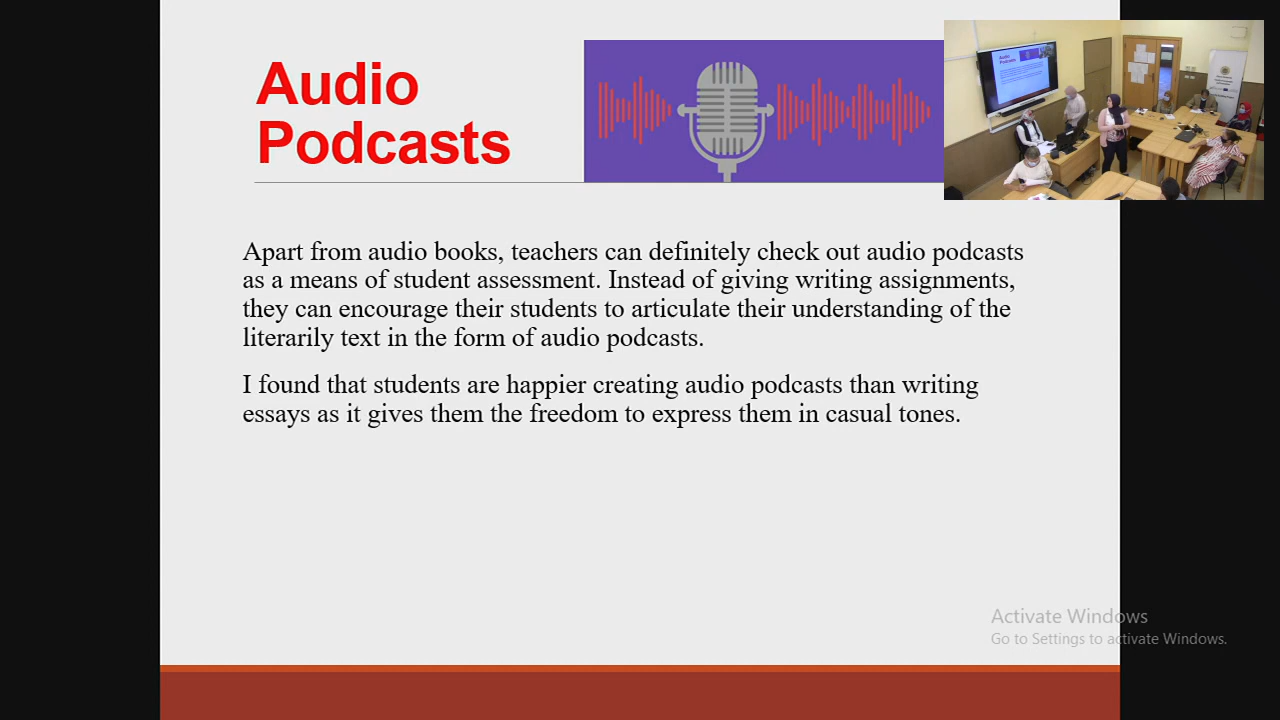 Audio
Podcasts
Apart from audio books, teachers can definitely check out audio podcasts
as a means of student assessment. Instead of giving writing assignments,
they can encourage their students to articulate their understanding of the
literarily text in the form of audio podcasts.
I found that students are happier creating audio podcasts than writing
essays as it gives them the freedom to express them in casual tones.
Activate Windows
Go to Settings to activate Windows.